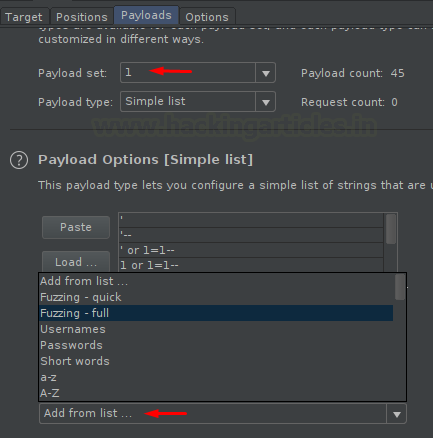 Target Positions Payloads Options
customized in different ways.
Payload set: 1 Payload count: 45
Payload type: Simple list Request count: 0
www.hackingarticles.in
? Payload Options [Simple list]
This payload type lets you configure a simple list of strings that are u
Paste '
'--
' or 1=1--
Load ... 1 or 1=1--
Add from list ...
Fuzzing - quick
Fuzzing - full
Usernames
Passwords
Short words
a-z
A-Z
Add from list ...